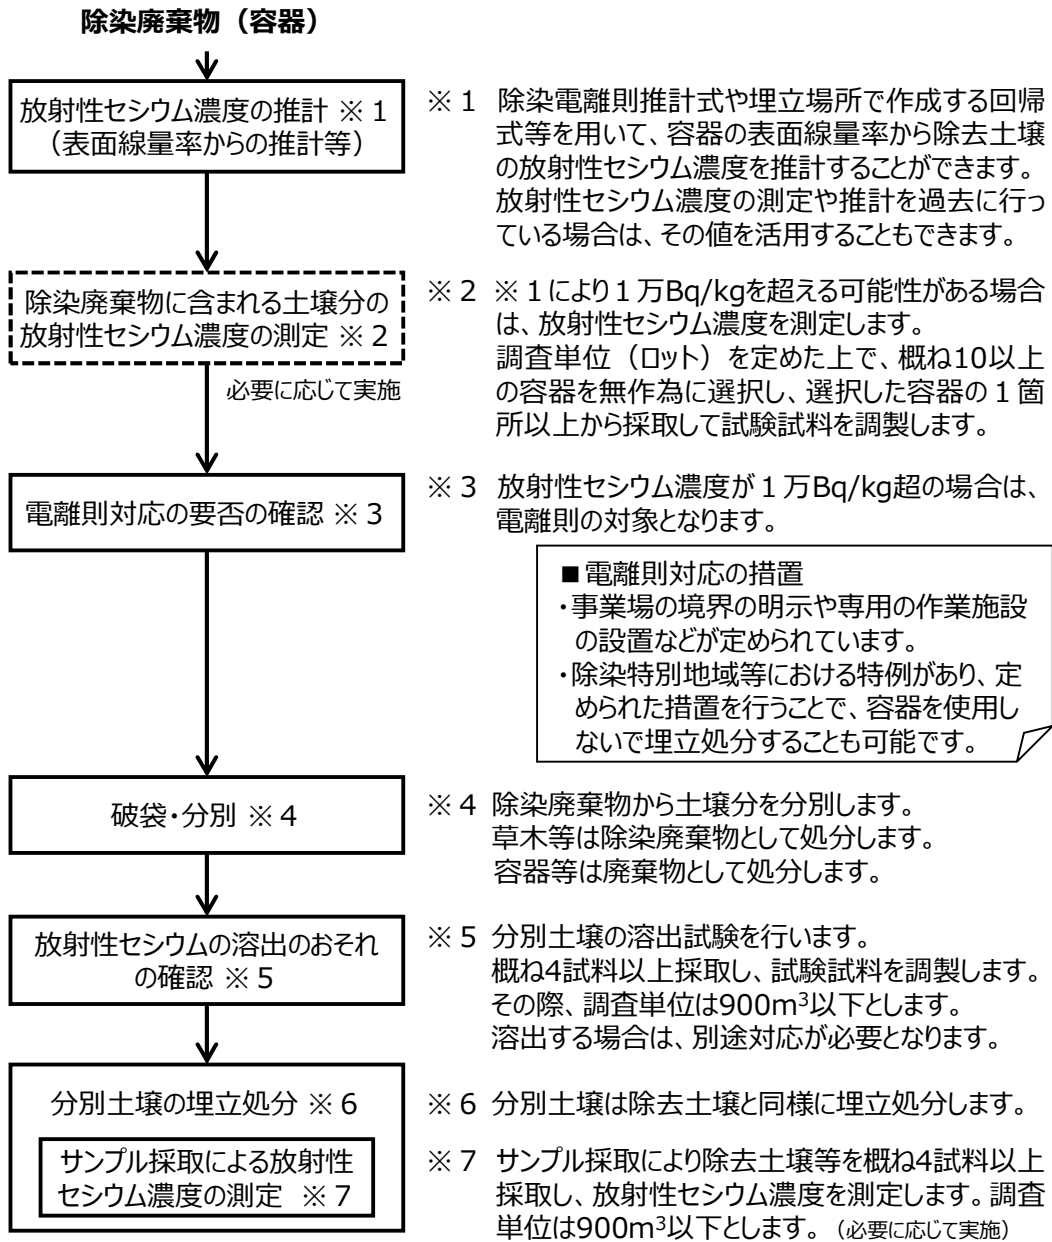 除染廃棄物（容器）
放射性セシウム濃度の推計 ※１
（表面線量率からの推計等）
※１ 除染電離則推計式や埋立場所で作成する回帰
式等を用いて、容器の表面線量率から除去土壌
の放射性セシウム濃度を推計することができます。
放射性セシウム濃度の測定や推計を過去に行っ
ている場合は、その値を活用することもできます。
除染廃棄物に含まれる土壌分の
放射性セシウム濃度の測定 ※２
必要に応じて実施
※２ ※１により１万Bq/kgを超える可能性がある場合
は、放射性セシウム濃度を測定します。
調査単位（ロット）を定めた上で、概ね10以上
の容器を無作為に選択し、選択した容器の１箇
所以上から採取して試験試料を調製します。
電離則対応の要否の確認 ※３
※３ 放射性セシウム濃度が１万Bq/kg超の場合は、
電離則の対象となります。
■電離則対応の措置
・事業場の境界の明示や専用の作業施設
の設置などが定められています。
・除染特別地域等における特例があり、定
められた措置を行うことで、容器を使用し
ないで埋立処分することも可能です。
破袋・分別 ※４
※４ 除染廃棄物から土壌分を分別します。
草木等は除染廃棄物として処分します。
容器等は廃棄物として処分します。
放射性セシウムの溶出のおそれ
の確認 ※５
※５ 分別土壌の溶出試験を行います。
概ね4試料以上採取し、試験試料を調製します。
その際、調査単位は900m³以下とします。
溶出する場合は、別途対応が必要となります。
分別土壌の埋立処分 ※６
※６ 分別土壌は除去土壌と同様に埋立処分します。
サンプル採取による放射性
セシウム濃度の測定 ※７
※７ サンプル採取により除去土壌等を概ね4試料以上
採取し、放射性セシウム濃度を測定します。調査
単位は900m³以下とします。（必要に応じて実施）